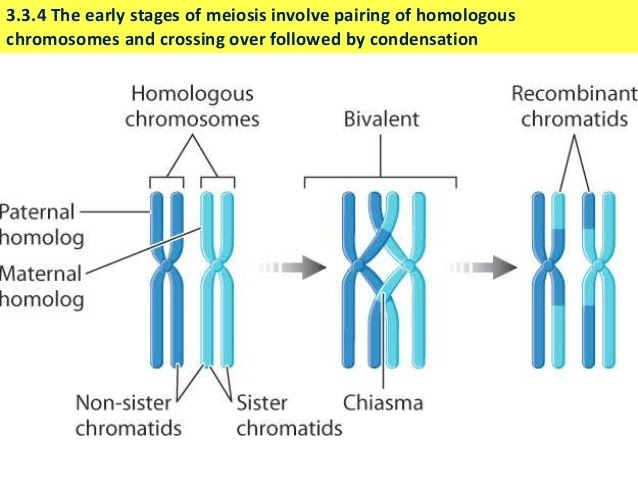 3.3.4 The early stages of meiosis involve pairing of homologous
chromosomes and crossing over followed by condensation
Homologous
chromosomes
Bivalent
Recombinant
chromatids
Paternal
homolog
Maternal
homolog
Non-sister
chromatids
Sister
chromatids
Chiasma